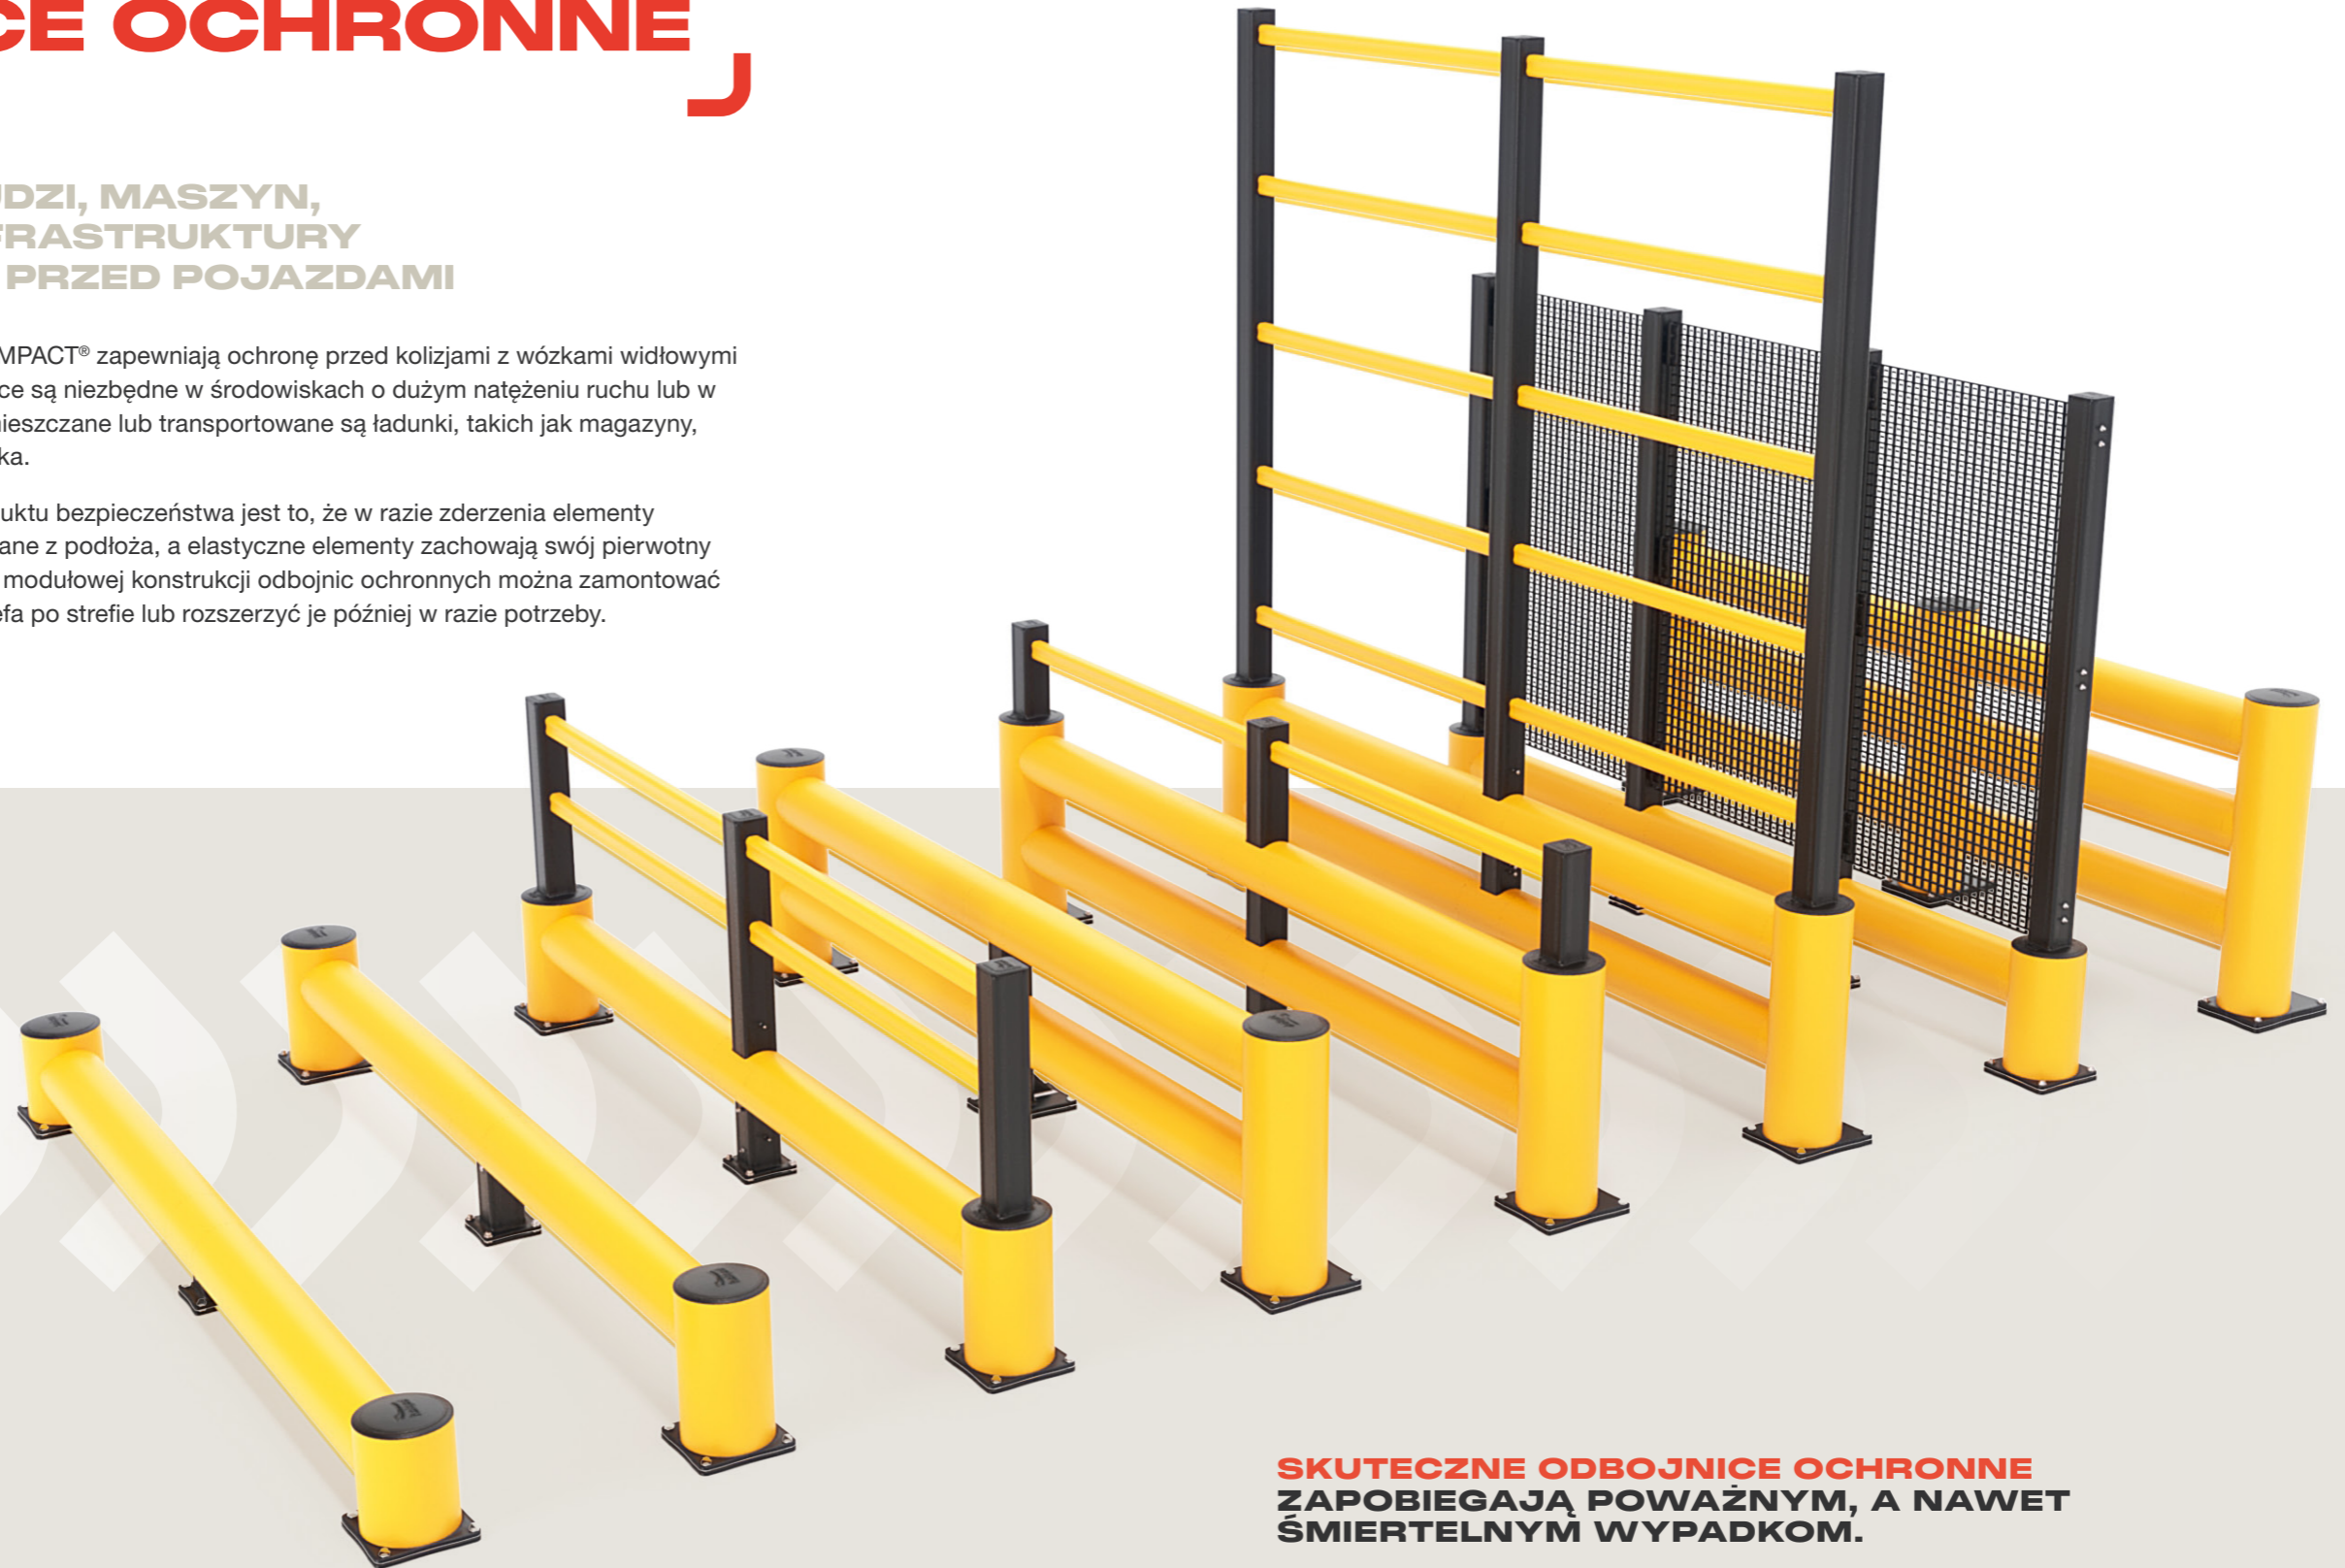 CE OCHRONNE
UDZI, MASZYN,
FRASTRUKTURY
PRZED POJAZDAMI
MPACT® zapewniają ochronę przed kolizjami z wózkami widłowymi
ce są niezbędne w środowiskach o dużym natężeniu ruchu lub w
mieszczane lub transportowane są ładunki, takich jak magazyny,
ka.
uktu bezpieczeństwa jest to, że w razie zderzenia elementy
ane z podłoża, a elastyczne elementy zachowają swój pierwotny
modułowej konstrukcji odbojnic ochronnych można zamontować
efa po strefie lub rozszerzyć je później w razie potrzeby.
SKUTECZNE ODBOJNICE OCHRONNE
ZAPOBIEGAJĄ POWAŻNYM, A NAWET
ŚMIERTELNYM WYPADKOM.